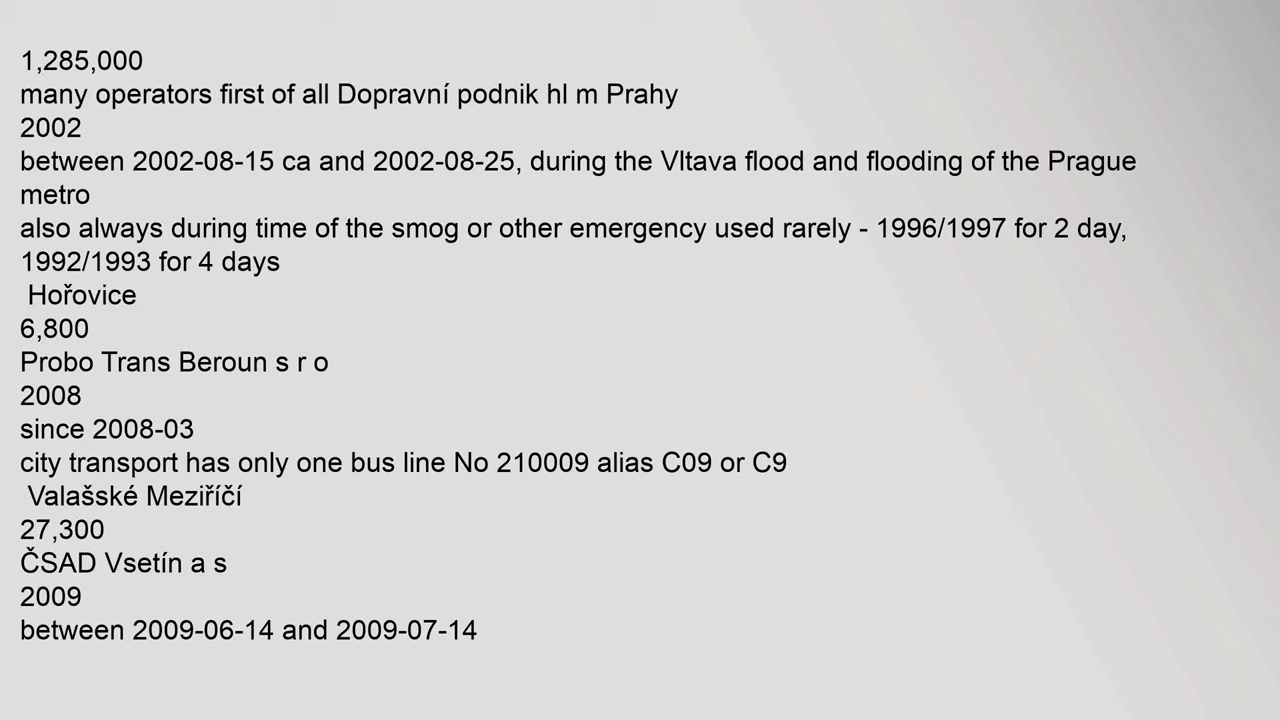 1,285,000
many operators first of all Dopravní podnik hl m Prahy
2002
between 2002-08-15 ca and 2002-08-25, during the Vltava flood and flooding of the Prague
metro
also always during time of the smog or other emergency used rarely - 1996/1997 for 2 day,
1992/1993 for 4 days
Hořovice
6,800
Probo Trans Beroun s r o
2008
since 2008-03
city transport has only one bus line No 210009 alias C09 or C9
Valašské Meziříčí
27,300
ČSAD Vsetín a s
2009
between 2009-06-14 and 2009-07-14